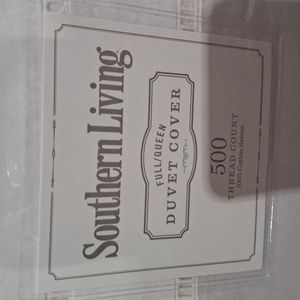 Southern Living
FULL/QUEEN
DUVET COVER
500
THREAD COUNT
100% Cotton Sateen